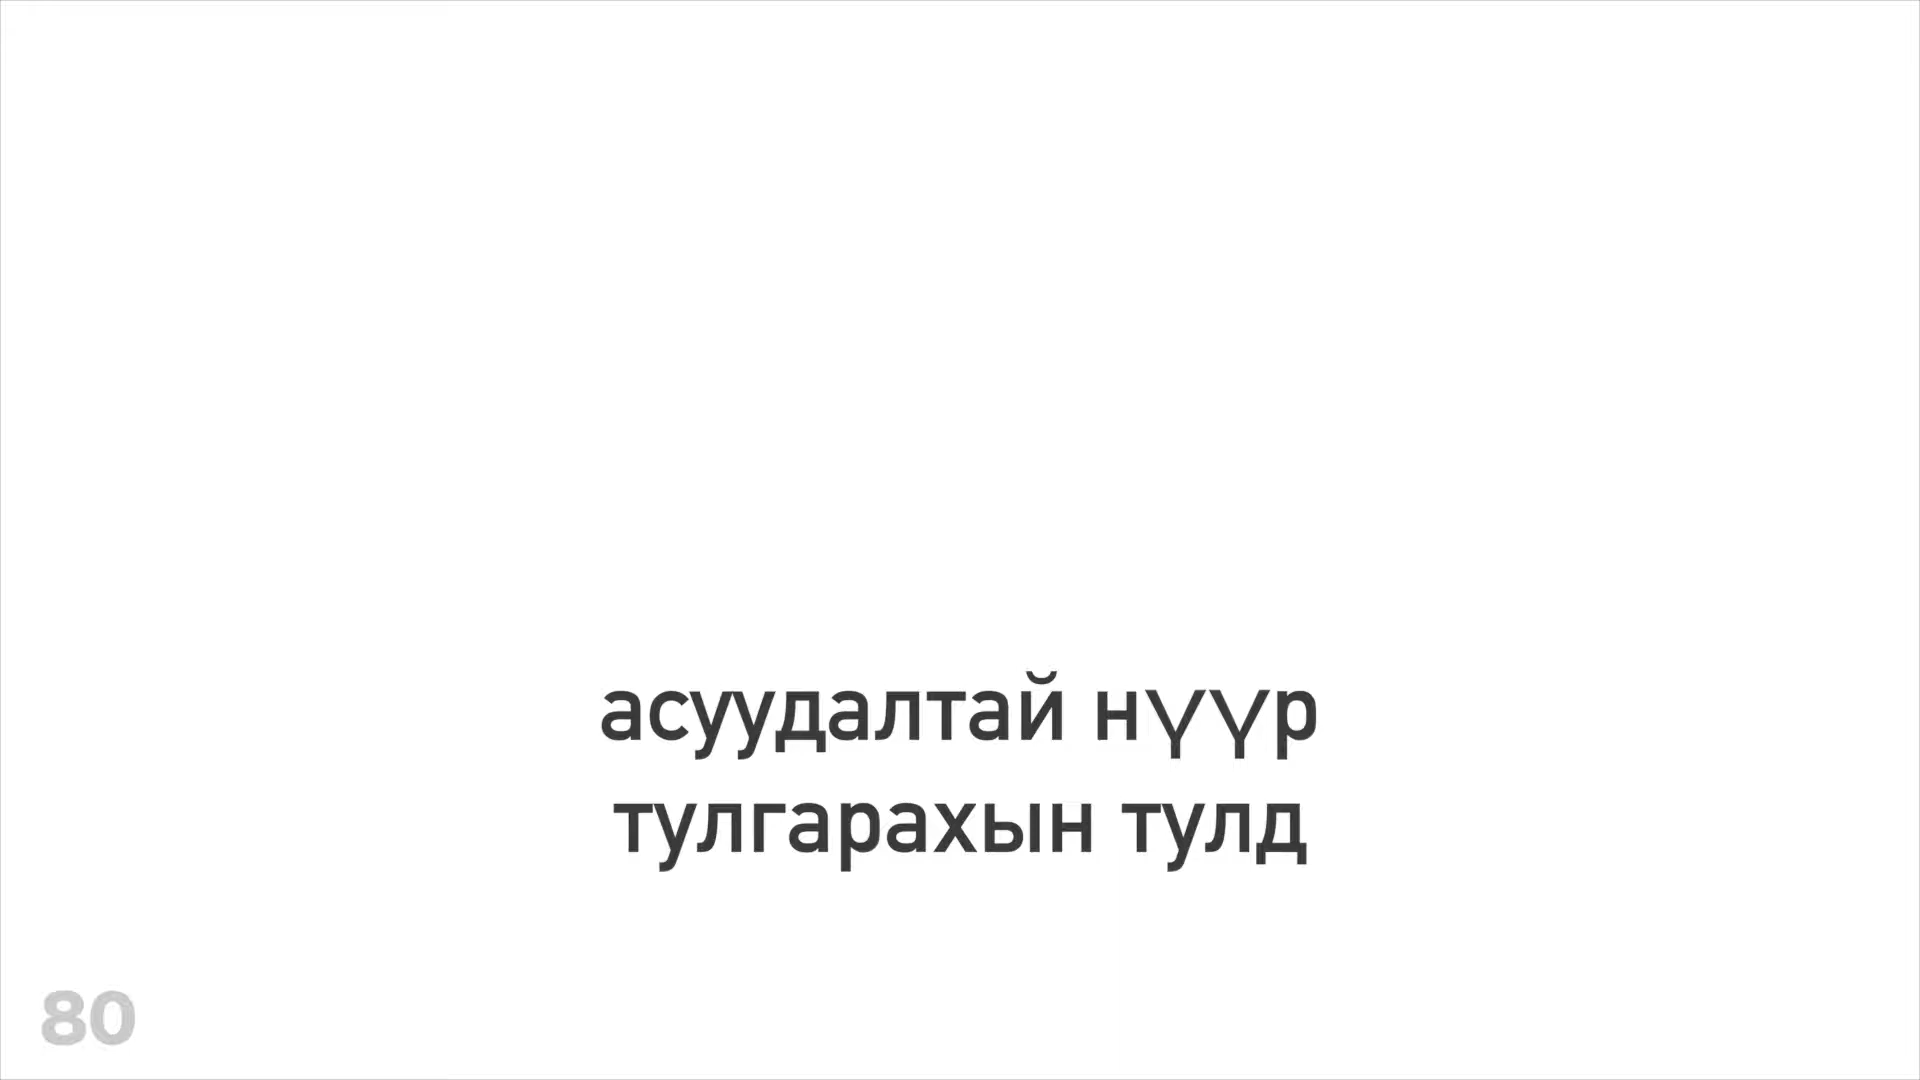 асуудалтай нүүр
тулгарахын тулд
80